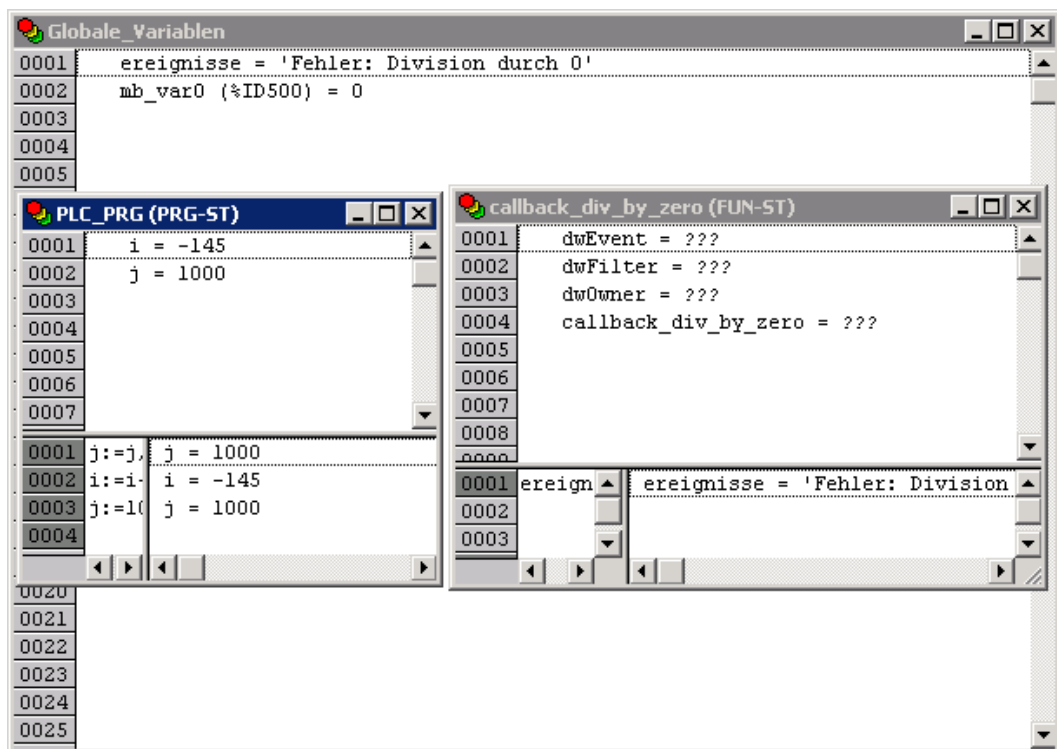 Globale_Variablen
0001 ereignisse = 'Fehler: Division durch 0'
0002 mb_var0 (%ID500) = 0
0003
0004
0005
PLC_PRG (PRG-ST)
0001 i = -145
0002 j = 1000
0003
0004
0005
0006
0007
0001 j:=j, j = 1000
0002 i:=i- i = -145
0003 j:=10 j = 1000
0004
callback_div_by_zero (FUN-ST)
0001 dwEvent = ???
0002 dwFilter = ???
0003 dwOwner = ???
0004 callback_div_by_zero = ???
0005
0006
0007
0008
0001 ereign ereignisse = 'Fehler: Division
0002
0003
0020
0021
0022
0023
0024
0025